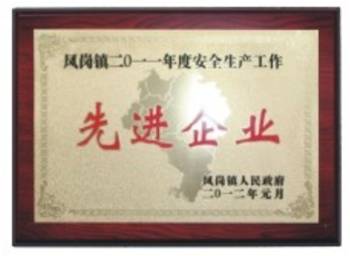 凤岗镇二〇一一年度安全生产工作
先进企业
凤岗镇人民政府
二〇一二年元月